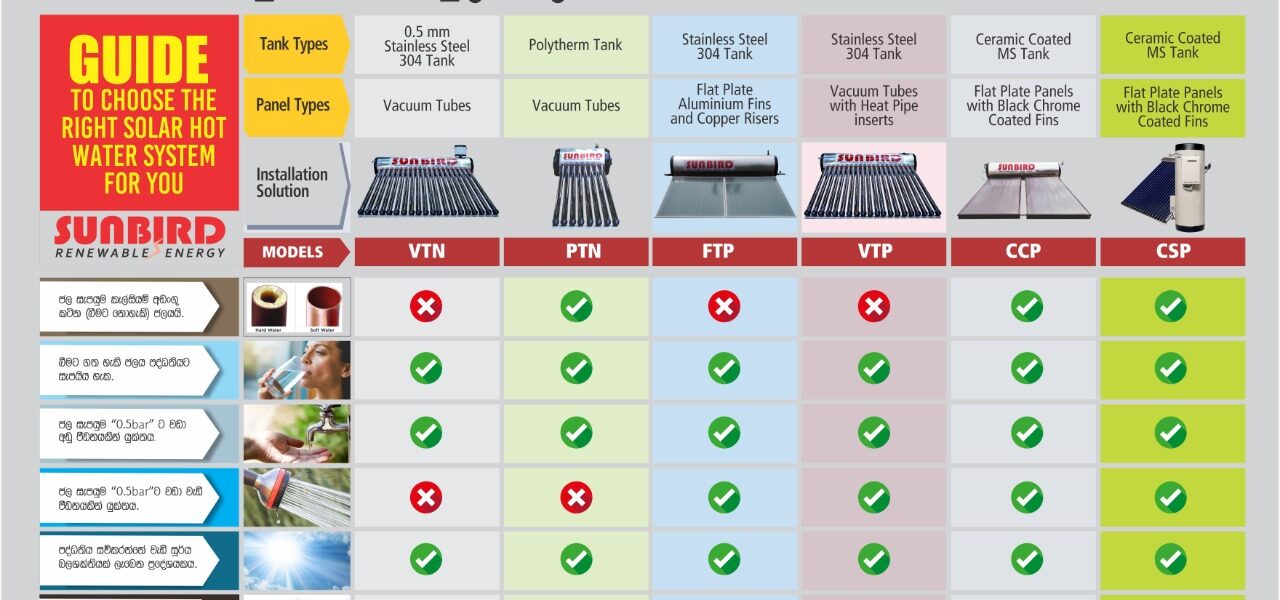 GUIDE
TO CHOOSE THE
RIGHT SOLAR HOT
WATER SYSTEM
FOR YOU
SUNBIRD
RENEWABLE ENERGY
Tank Types
0.5 mm
Stainless Steel
304 Tank
Polytherm Tank
Stainless Steel
304 Tank
Stainless Steel
304 Tank
Ceramic Coated
MS Tank
Ceramic Coated
MS Tank
Panel Types
Vacuum Tubes
Vacuum Tubes
Flat Plate
Aluminium Fins
and Copper Risers
Vacuum Tubes
with Heat Pipe
inserts
Flat Plate Panels
with Black Chrome
Coated Fins
Flat Plate Panels
with Black Chrome
Coated Fins
Installation
Solution
SUNBIRD
SUNBIRD
SUNBIRD
SUNBIRD
SUNBIRD
MODELS
VTN
PTN
FTP
VTP
CCP
CSP
ජල සැපයුම කැල්සියම් අඩංගු
කඨින (බීමට නොහැකි) ජලයයි.
Hard Water
Soft Water
බීමට ගත හැකි ජලය පද්ධතියට
සැපයිය හැක.
ජල සැපයුම "0.5bar" ට වඩා
අඩු පීඩනයකින් යුක්තය.
ජල සැපයුම "0.5bar"ට වඩා වැඩි
පීඩනයකින් යුක්තය.
පද්ධතිය සවිකරන්නේ වැඩි සූර්ය
බලශක්තියක් ලැබෙන ප්‍රදේශයකය.